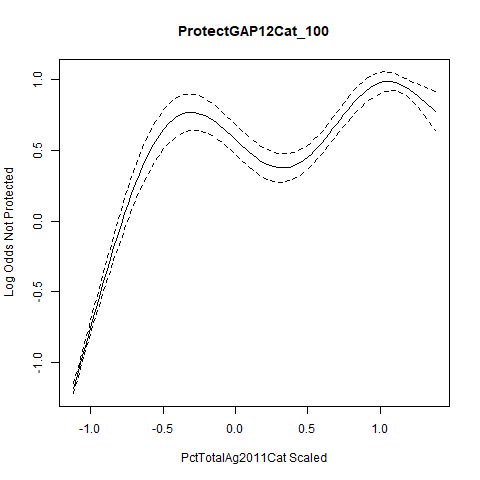 ProtectGAP12Cat_100
Log Odds Not Protected
1.0
0.5
0.0
-0.5
-1.0
-1.0 -0.5 0.0 0.5 1.0
PctTotalAg2011Cat Scaled